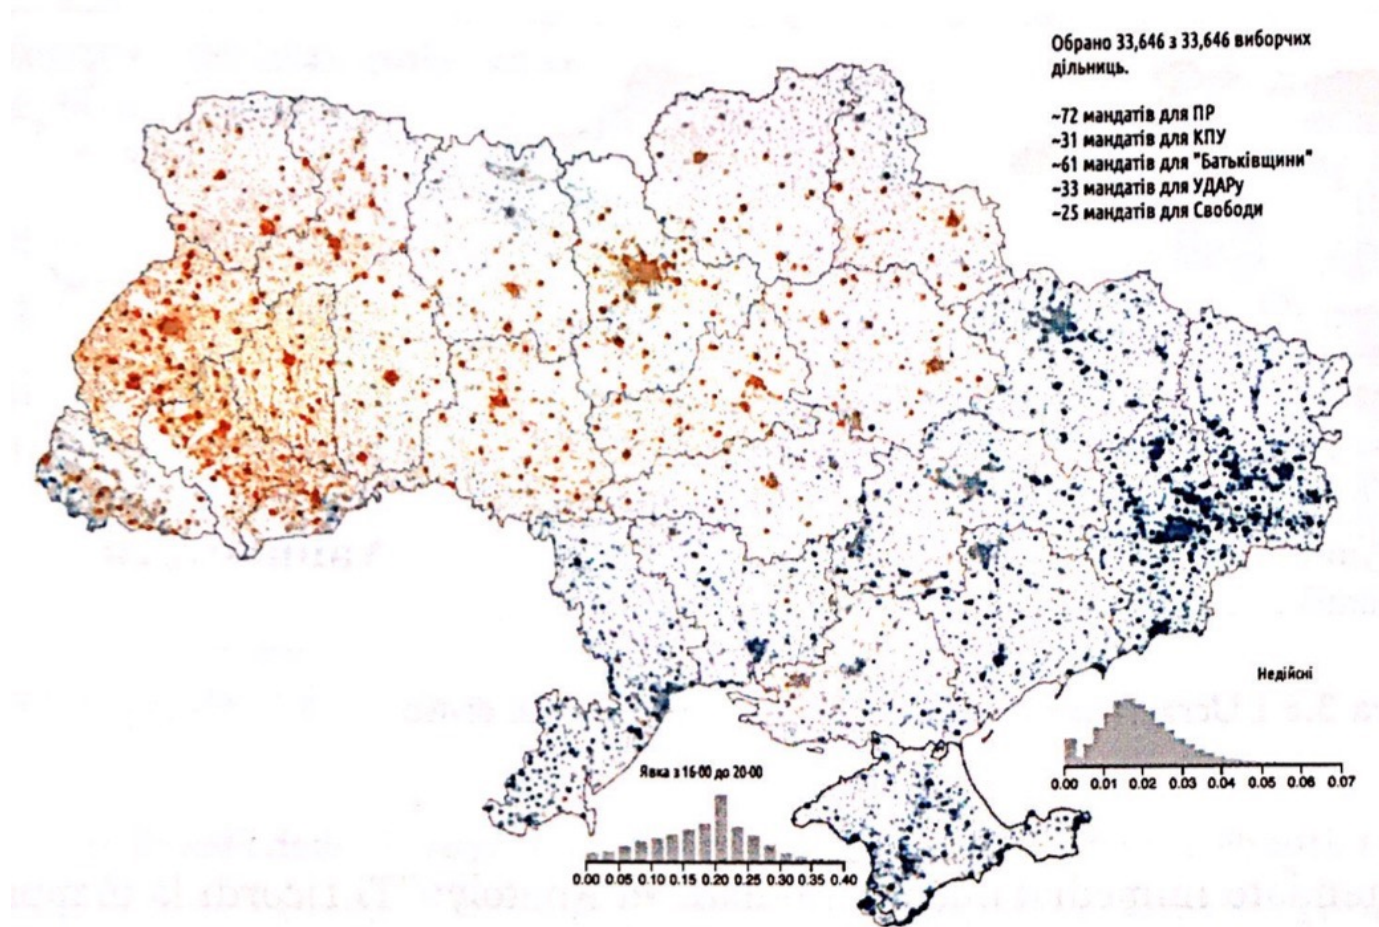 Обрано 33,646 з 33,646 виборчих
дільниць.
~72 мандатів для ПР
~31 мандатів для КПУ
~61 мандатів для "Батьківщини"
~33 мандатів для УДАРу
~25 мандатів для Свободи
Недійсні
0.00 0.01 0.02 0.03 0.04 0.05 0.06 0.07
Явка з 16-00 до 20-00
0.00 0.05 0.10 0.15 0.20 0.25 0.30 0.35 0.40